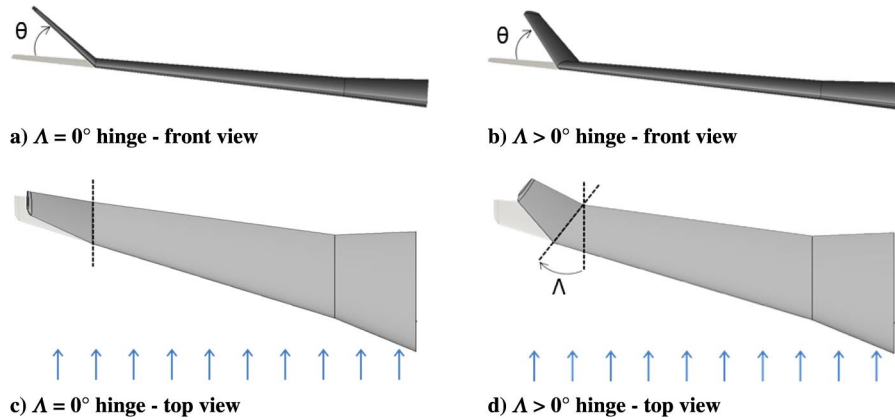 θ
θ
a) Λ = 0° hinge - front view
b) Λ > 0° hinge - front view
Λ
c) Λ = 0° hinge - top view
d) Λ > 0° hinge - top view